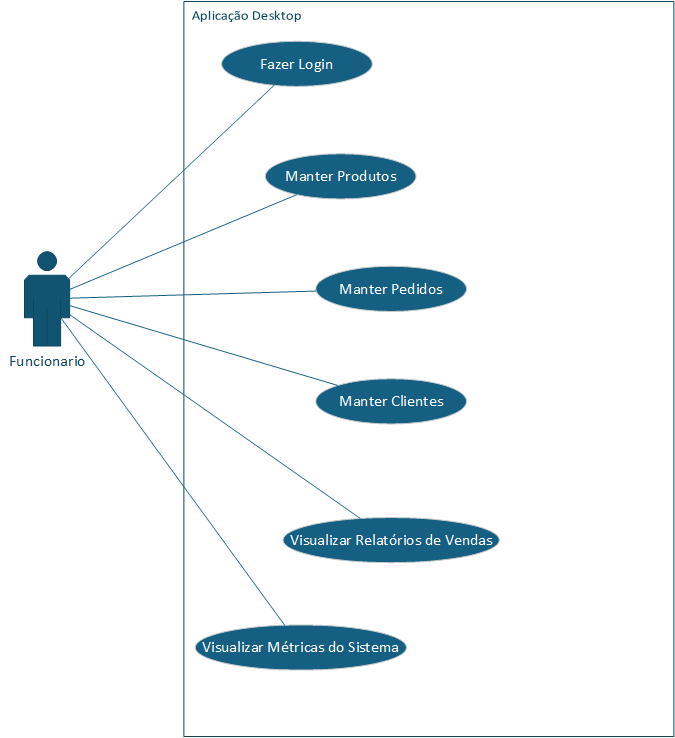 Aplicação Desktop
Fazer Login
Manter Produtos
Manter Pedidos
Funcionario
Manter Clientes
Visualizar Relatórios de Vendas
Visualizar Métricas do Sistema